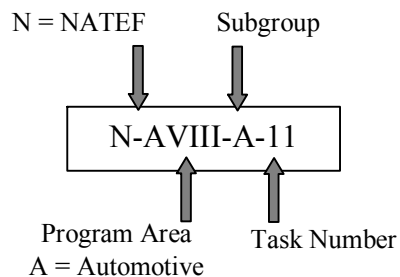 N = NATEF
Subgroup
N-AVIII-A-11
Program Area
A = Automotive
Task Number